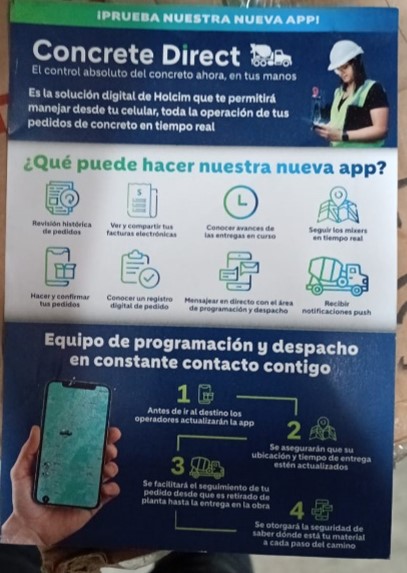 ¡PRUEBA NUESTRA NUEVA APP!
Concrete Direct
El control absoluto del concreto ahora, en tus manos
Es la solución digital de Holcim que te permitirá
manejar desde tu celular, toda la operación de tus
pedidos de concreto en tiempo real
¿Qué puede hacer nuestra nueva app?
Revisión histórica
de pedidos
Ver y compartir tus
facturas electrónicas
Conocer avances de
las entregas en curso
Seguir los mixers
en tiempo real
Hacer y confirmar
tus pedidos
Conocer un registro
digital de pedido
Mensajear en directo con el área
de programación y despacho
Recibir
notificaciones push
Equipo de programación y despacho
en constante contacto contigo
1
Antes de ir al destino los
operadores actualizarán la app
2
Se asegurarán que su
ubicación y tiempo de entrega
estén actualizados
3
Se facilitará el seguimiento de tu
pedido desde que es retirado de
planta hasta la entrega en la obra
4
Se otorgará la seguridad de
saber dónde está tu material
a cada paso del camino